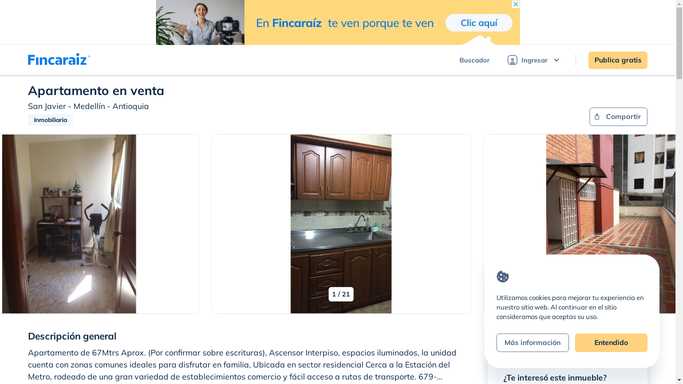 En Fincaraíz te ven porque te ven
Clic aquí
Fincaraíz
Buscador
Ingresar
Publica gratis
Apartamento en venta
San Javier - Medellín - Antioquia
Inmobiliaria
Compartir
1 / 21
Utilizamos cookies para mejorar tu experiencia en
nuestro sitio web. Al continuar en el sitio
consideramos que aceptas su uso.
Más información
Entendido
Descripción general
Apartamento de 67Mtrs Aprox. (Por confirmar sobre escrituras), Ascensor Interpiso, espacios iluminados, la unidad
cuenta con zonas comunes ideales para disfrutar en familia, Ubicada en sector residencial Cerca a la Estación del
Metro, rodeado de una gran variedad de establecimientos comercio y fácil acceso a rutas de transporte. 679-...
¿Te interesó este inmueble?